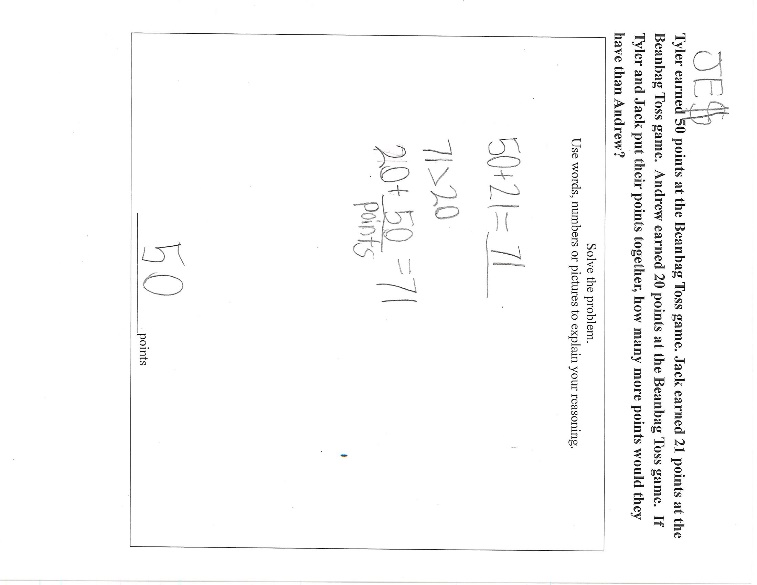 JESS
Tyler earned 50 points at the Beanbag Toss game. Jack earned 21 points at the
Beanbag Toss game. Andrew earned 20 points at the Beanbag Toss game. If
Tyler and Jack put their points together, how many more points would they
have than Andrew?
Solve the problem.
Use words, numbers or pictures to explain your reasoning.
50+21=71
71>20
20+50=71
points
50 points